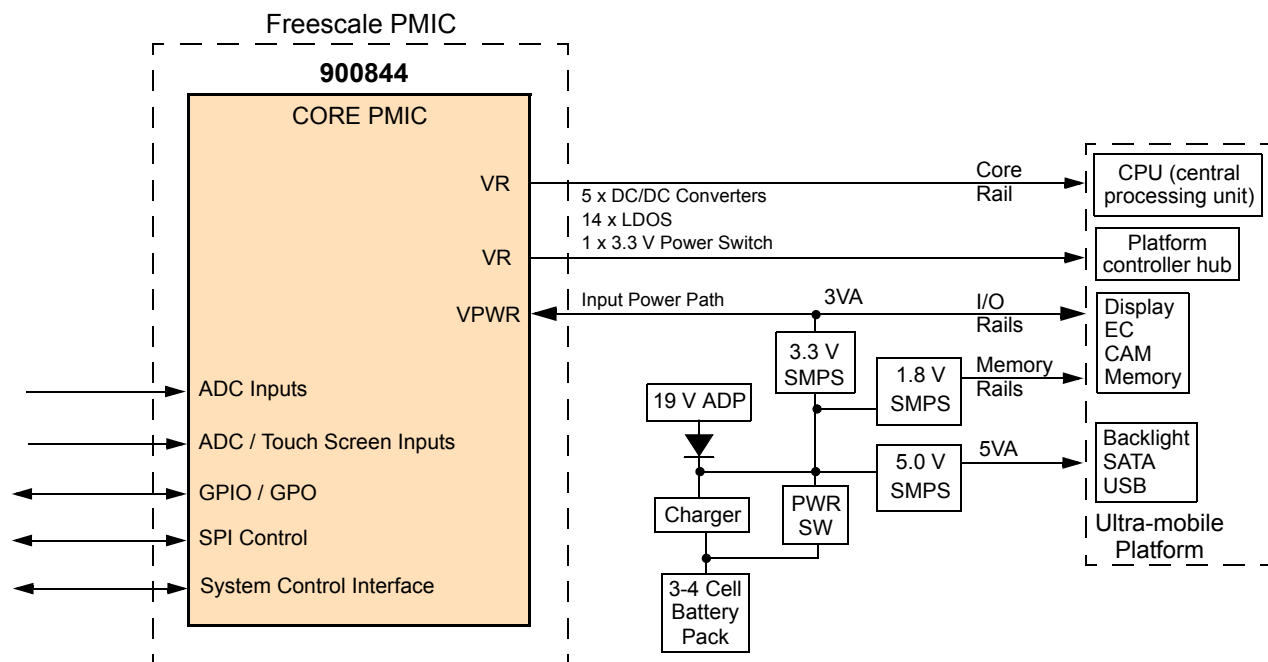 Freescale PMIC
900844
CORE PMIC
VR
5 x DC/DC Converters
14 x LDOS
1 x 3.3 V Power Switch
Core
Rail
CPU (central
processing unit)
VR
Platform
controller hub
VPWR
Input Power Path
3VA
I/O
Rails
Display
EC
CAM
Memory
3.3 V
SMPS
1.8 V
SMPS
Memory
Rails
19 V ADP
5.0 V
SMPS
5VA
Backlight
SATA
USB
Charger
PWR
SW
Ultra-mobile
Platform
3-4 Cell
Battery
Pack
ADC Inputs
ADC / Touch Screen Inputs
GPIO / GPO
SPI Control
System Control Interface